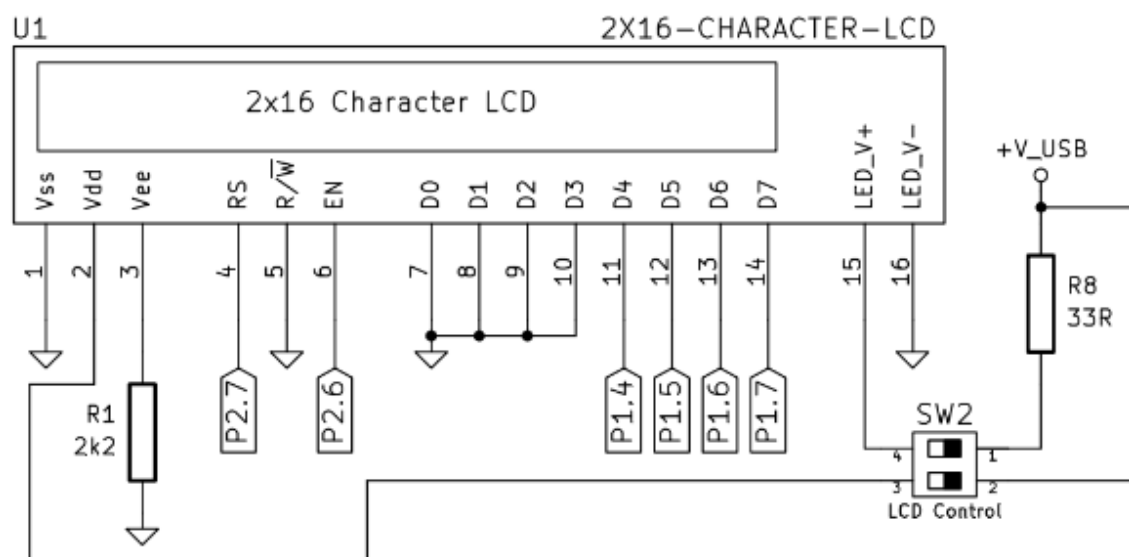 U1 2X16-CHARACTER-LCD
2x16 Character LCD
+V_USB
Vss Vdd Vee RS R/W EN D0 D1 D2 D3 D4 D5 D6 D7 LED_V+ LED_V-
1 2 3 4 5 6 7 8 9 10 11 12 13 14 15 16
R8
33R
R1
2k2
P2.7 P2.6 P1.4 P1.5 P1.6 P1.7
SW2
4 1
3 2
LCD Control